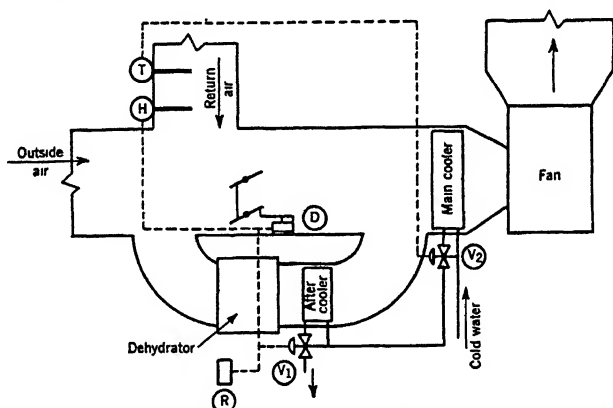 T
H
Return
air
Outside
air
D
Main cooler
Fan
V2
After
cooler
Dehydrator
V1
Cold water
R